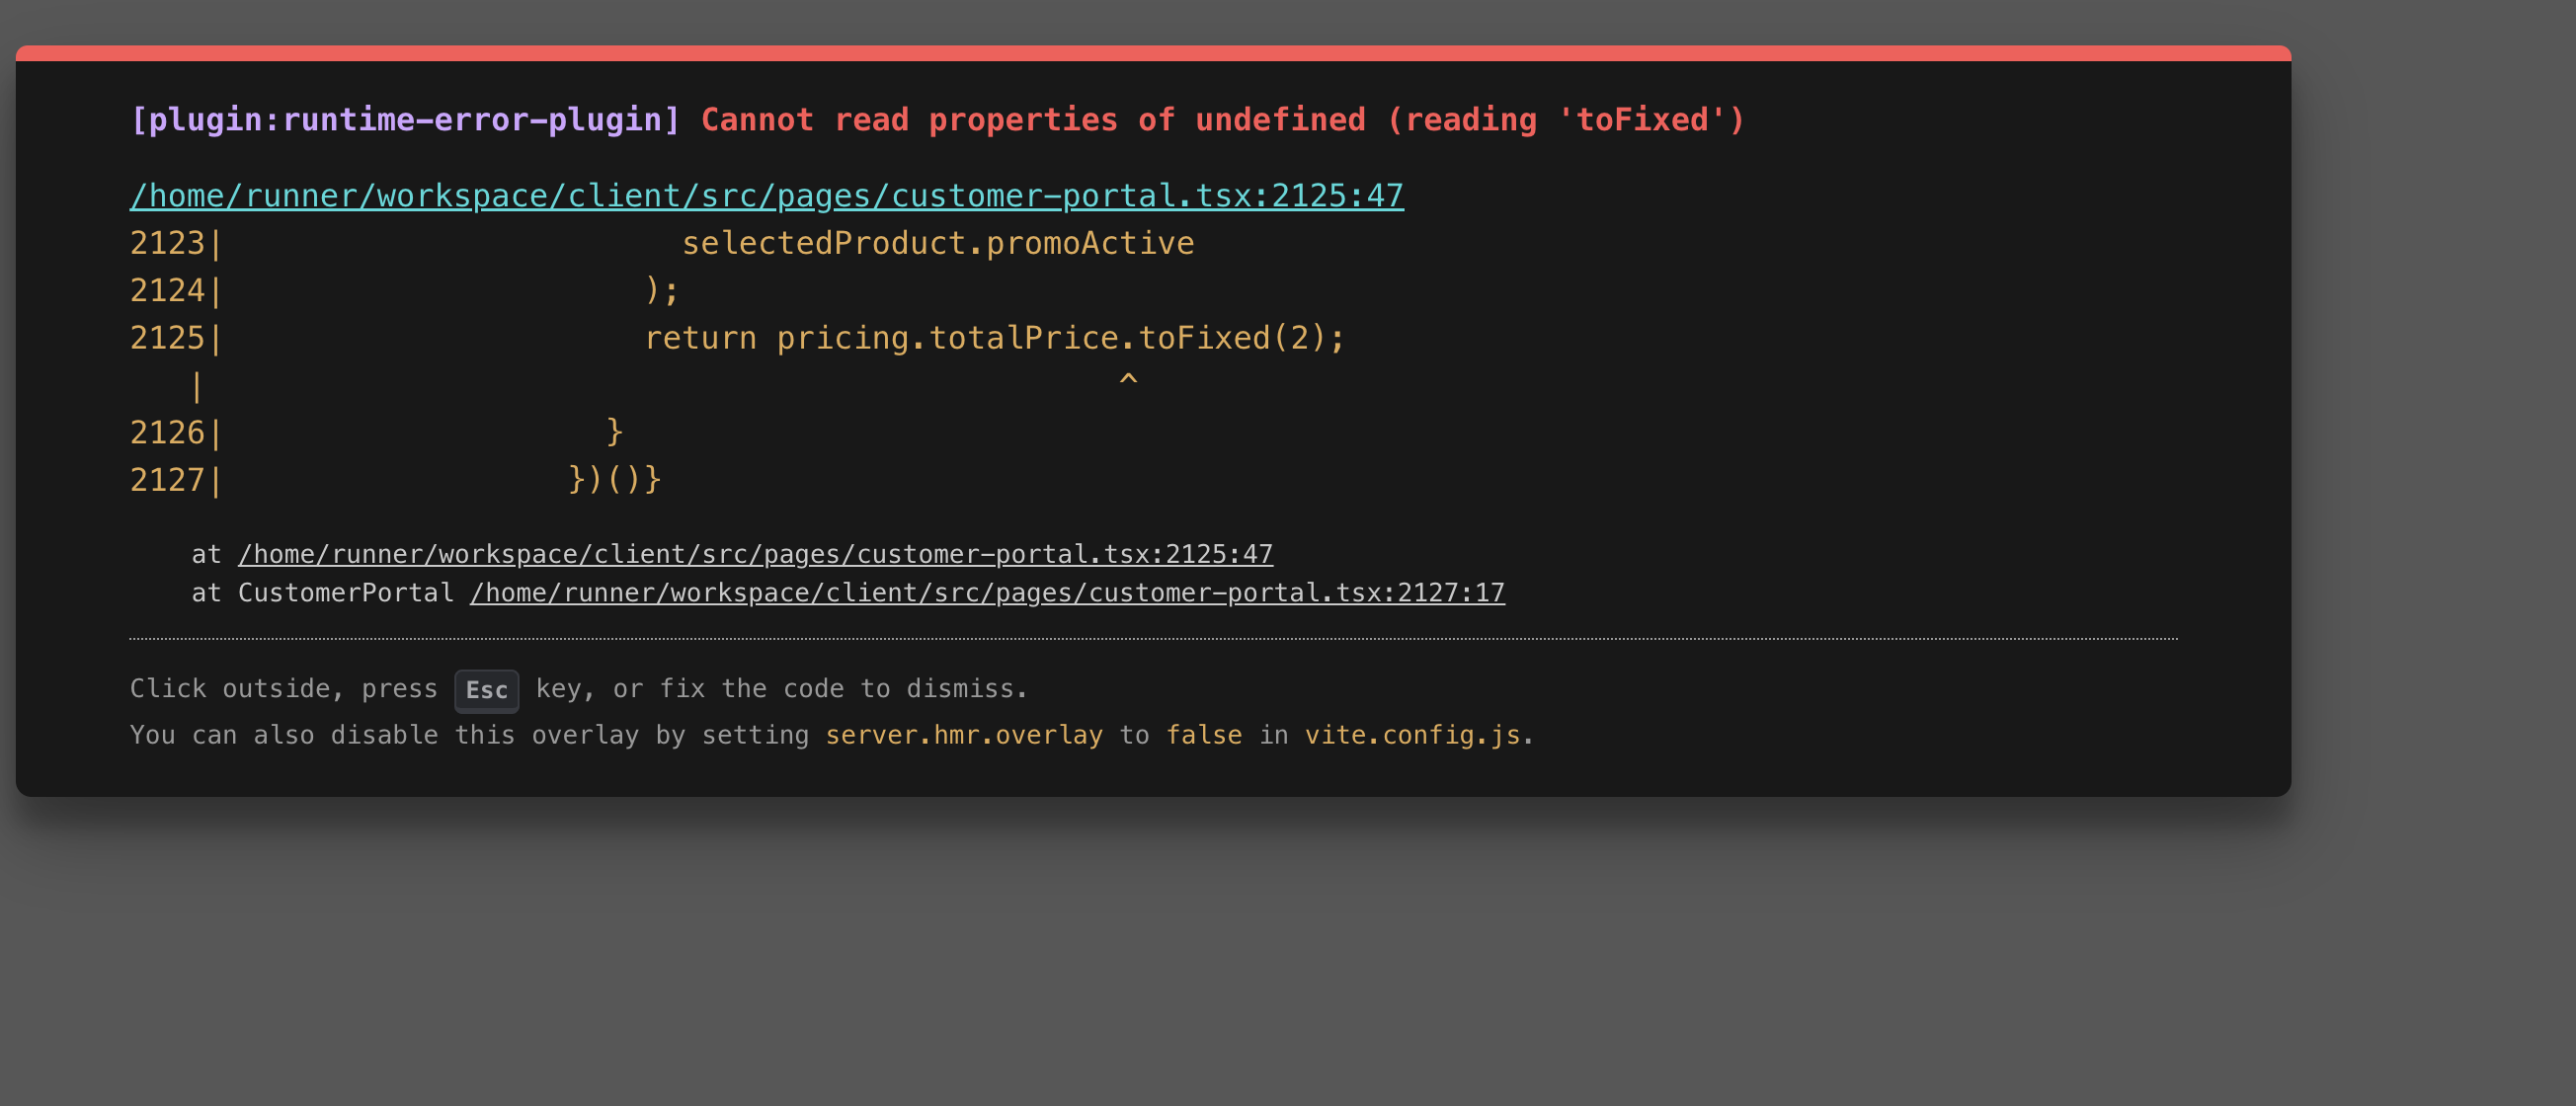 [plugin:runtime-error-plugin] Cannot read properties of undefined (reading 'toFixed')
/home/runner/workspace/client/src/pages/customer-portal.tsx:2125:47
2123|                        selectedProduct.promoActive
2124|                      );
2125|                      return pricing.totalPrice.toFixed(2);
   |                                                ^
2126|                    }
2127|                  })()}
    at /home/runner/workspace/client/src/pages/customer-portal.tsx:2125:47
    at CustomerPortal /home/runner/workspace/client/src/pages/customer-portal.tsx:2127:17
Click outside, press Esc key, or fix the code to dismiss.
You can also disable this overlay by setting server.hmr.overlay to false in vite.config.js.